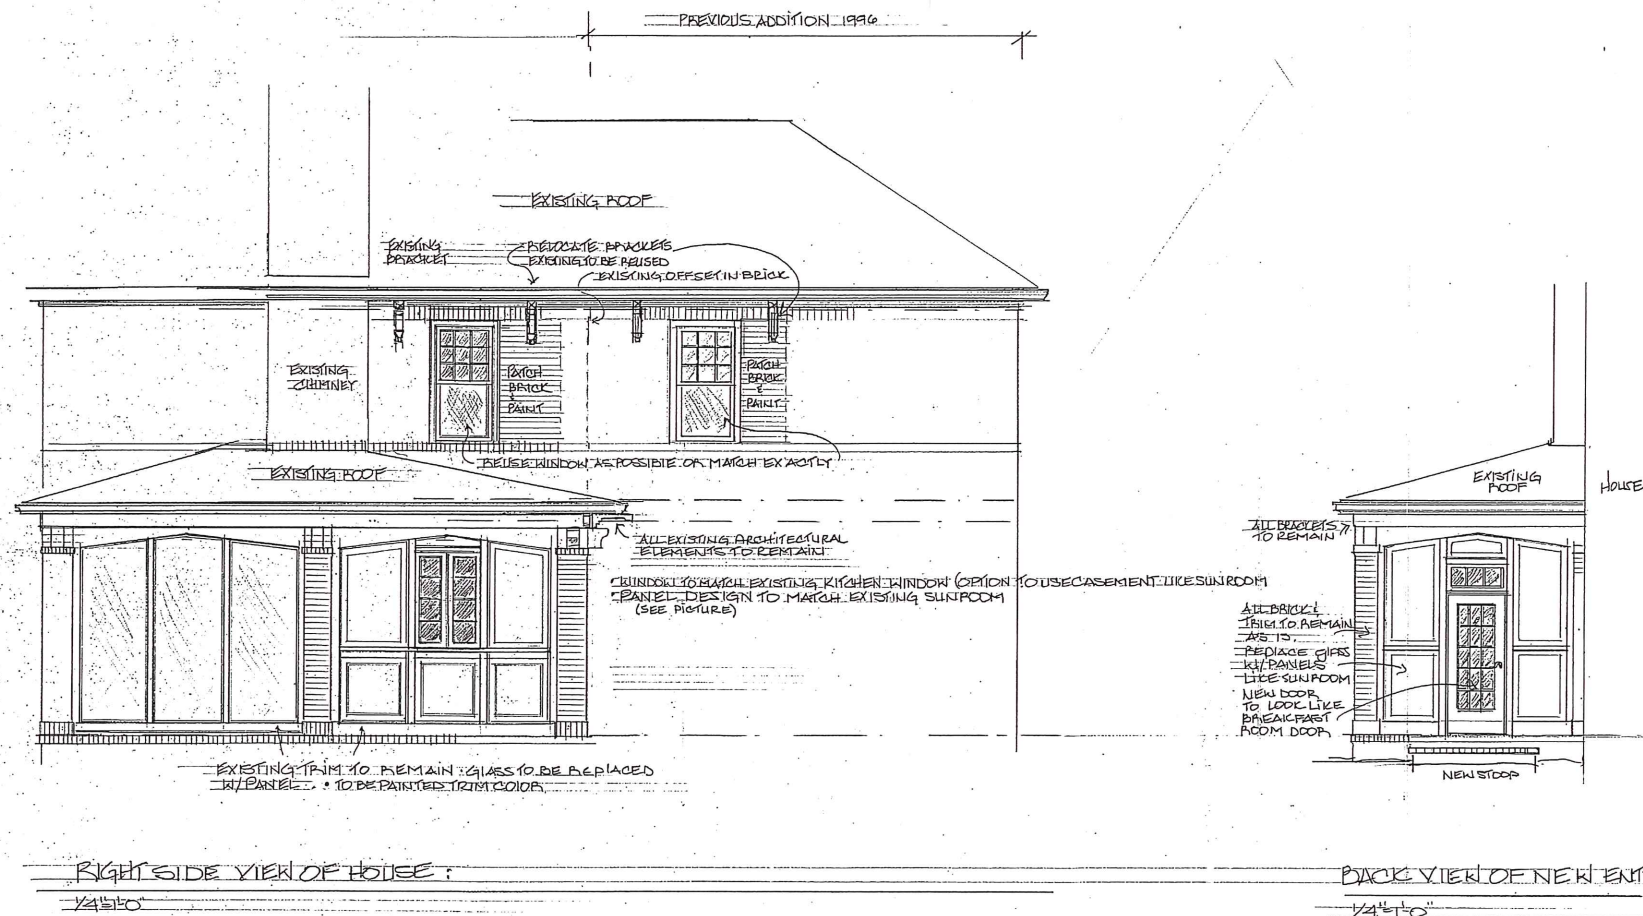 PREVIOUS ADDITION 1996
EXISTING ROOF
EXISTING
BRACKET
RELOCATE BRACKETS
EXISTING TO BE REUSED
EXISTING OFFSET IN BRICK
EXISTING
CHIMNEY
PATCH
BRICK
&
PAINT
PATCH
BRICK
&
PAINT
REUSE WINDOW AS POSSIBLE OR MATCH EXACTLY
EXISTING ROOF
ALL EXISTING ARCHITECTURAL
ELEMENTS TO REMAIN
• WINDOW TO MATCH EXISTING KITCHEN WINDOW (OPTION TO USE CASEMENT LIKE SUNROOM
• PANEL DESIGN TO MATCH EXISTING SUNROOM
(SEE PICTURE)
EXISTING TRIM TO REMAIN • GLASS TO BE REPLACED
W/ PANEL • TO BE PAINTED TRIM COLOR
RIGHT SIDE VIEW OF HOUSE:
1/4"=1'-0"
EXISTING
ROOF
HOUSE
ALL BRACKETS
TO REMAIN
ALL BRICK &
TRIM TO REMAIN
AS IS.
REPLACE GLASS
W/ PANELS
LIKE SUNROOM
NEW DOOR
TO LOOK LIKE
BREAKFAST
ROOM DOOR
NEW STOOP
BACK VIEW OF NEW ENT
1/4"=1'-0"